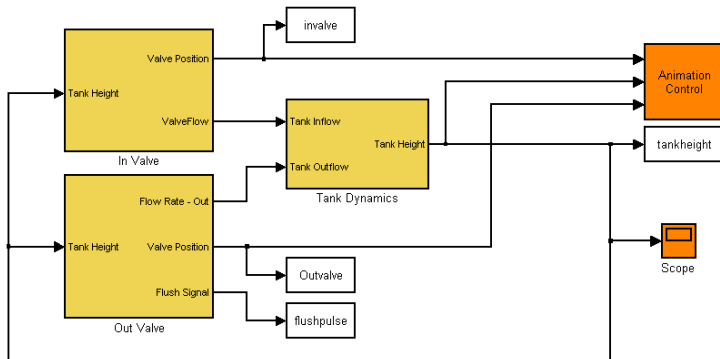 invalve
Valve Position
Tank Height
ValveFlow
In Valve
Animation
Control
Tank Inflow
Tank Height
Tank Outflow
Tank Dynamics
tankheight
Flow Rate - Out
Tank Height
Valve Position
Flush Signal
Out Valve
Outvalve
flushpulse
Scope